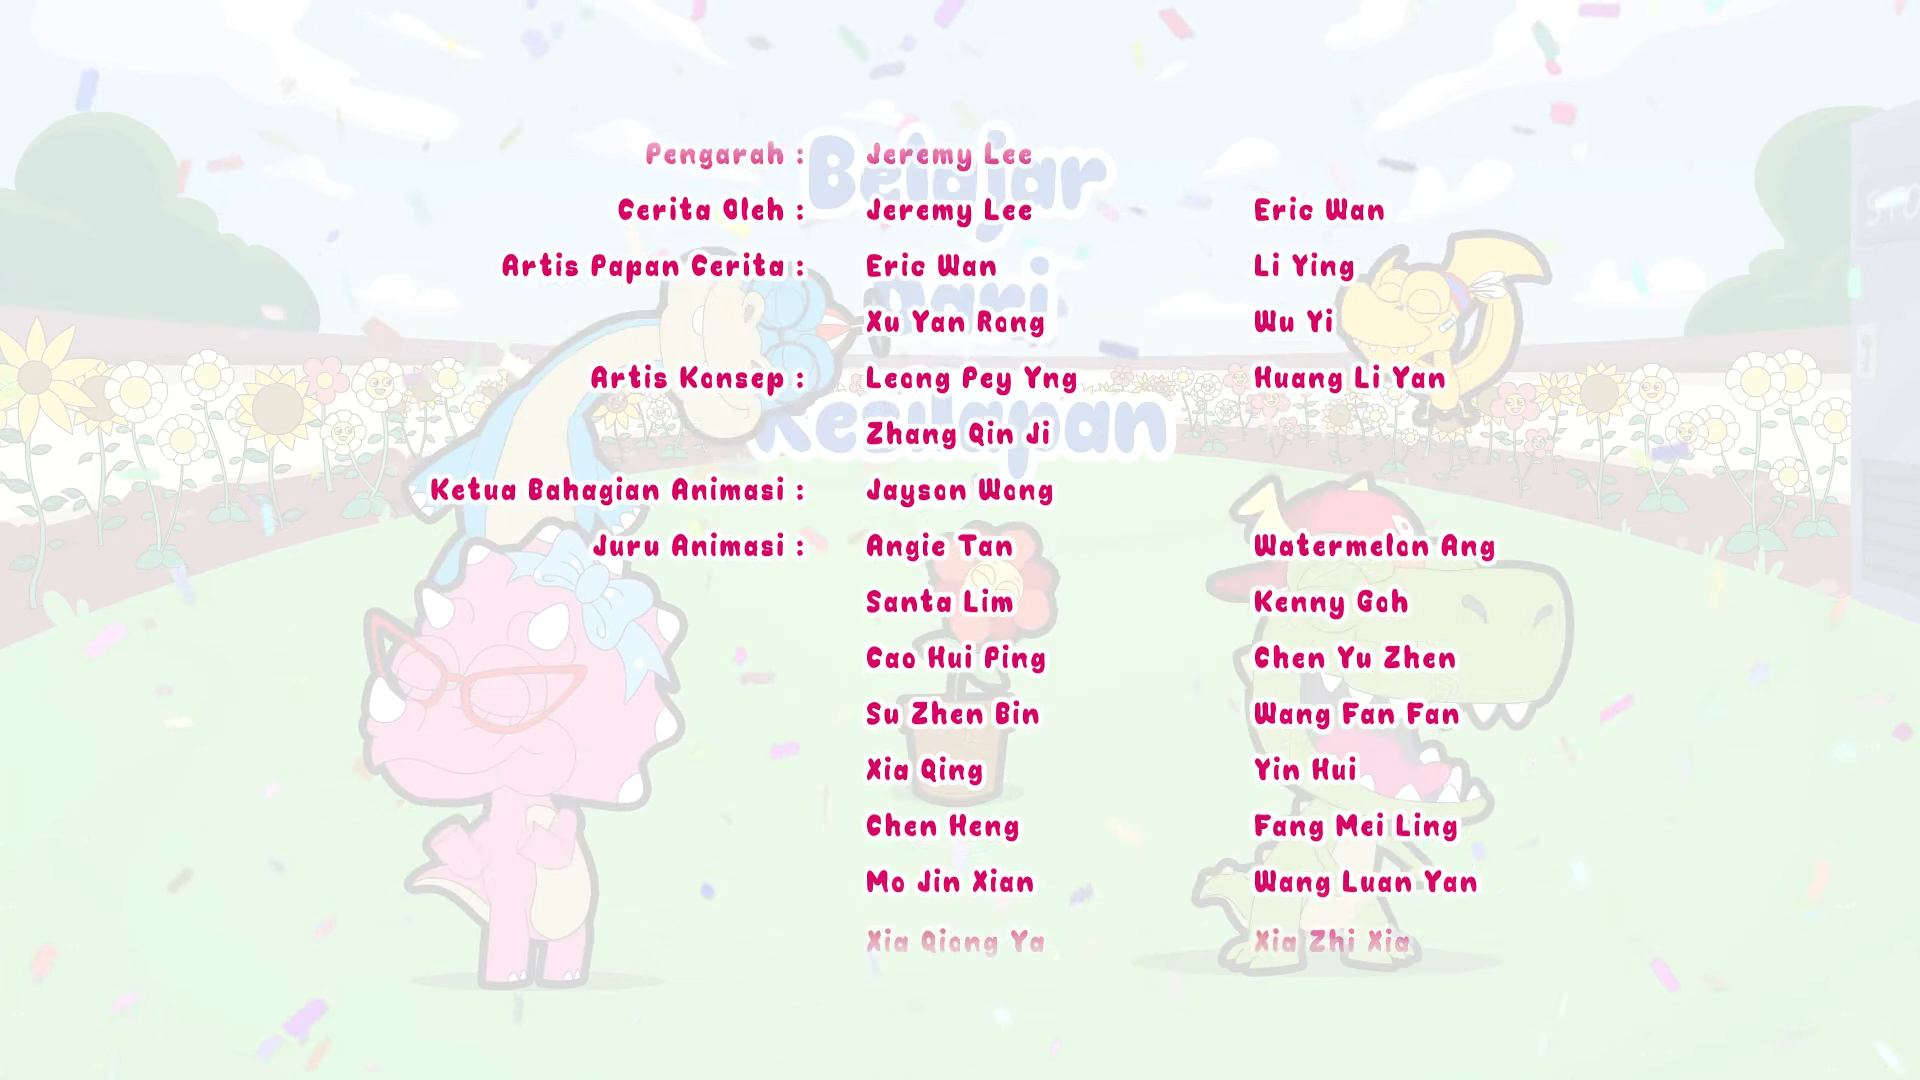 Pengarah : Jeremy Lee
Cerita Oleh : Jeremy Lee Eric Wan
Artis Papan Cerita : Eric Wan Li Ying
Xu Yan Rong Wu Yi
Artis Konsep : Leong Pey Yng Huang Li Yan
Zhang Qin Ji
Ketua Bahagian Animasi : Jayson Wong
Juru Animasi : Angie Tan Watermelon Ang
Santa Lim Kenny Goh
Cao Hui Ping Chen Yu Zhen
Su Zhen Bin Wang Fan Fan
Xia Qing Yin Hui
Chen Heng Fang Mei Ling
Mo Jin Xian Wang Luan Yan
Xia Qiong Ya Xia Zhi Xia
Belajar
Dari
Kesilapan